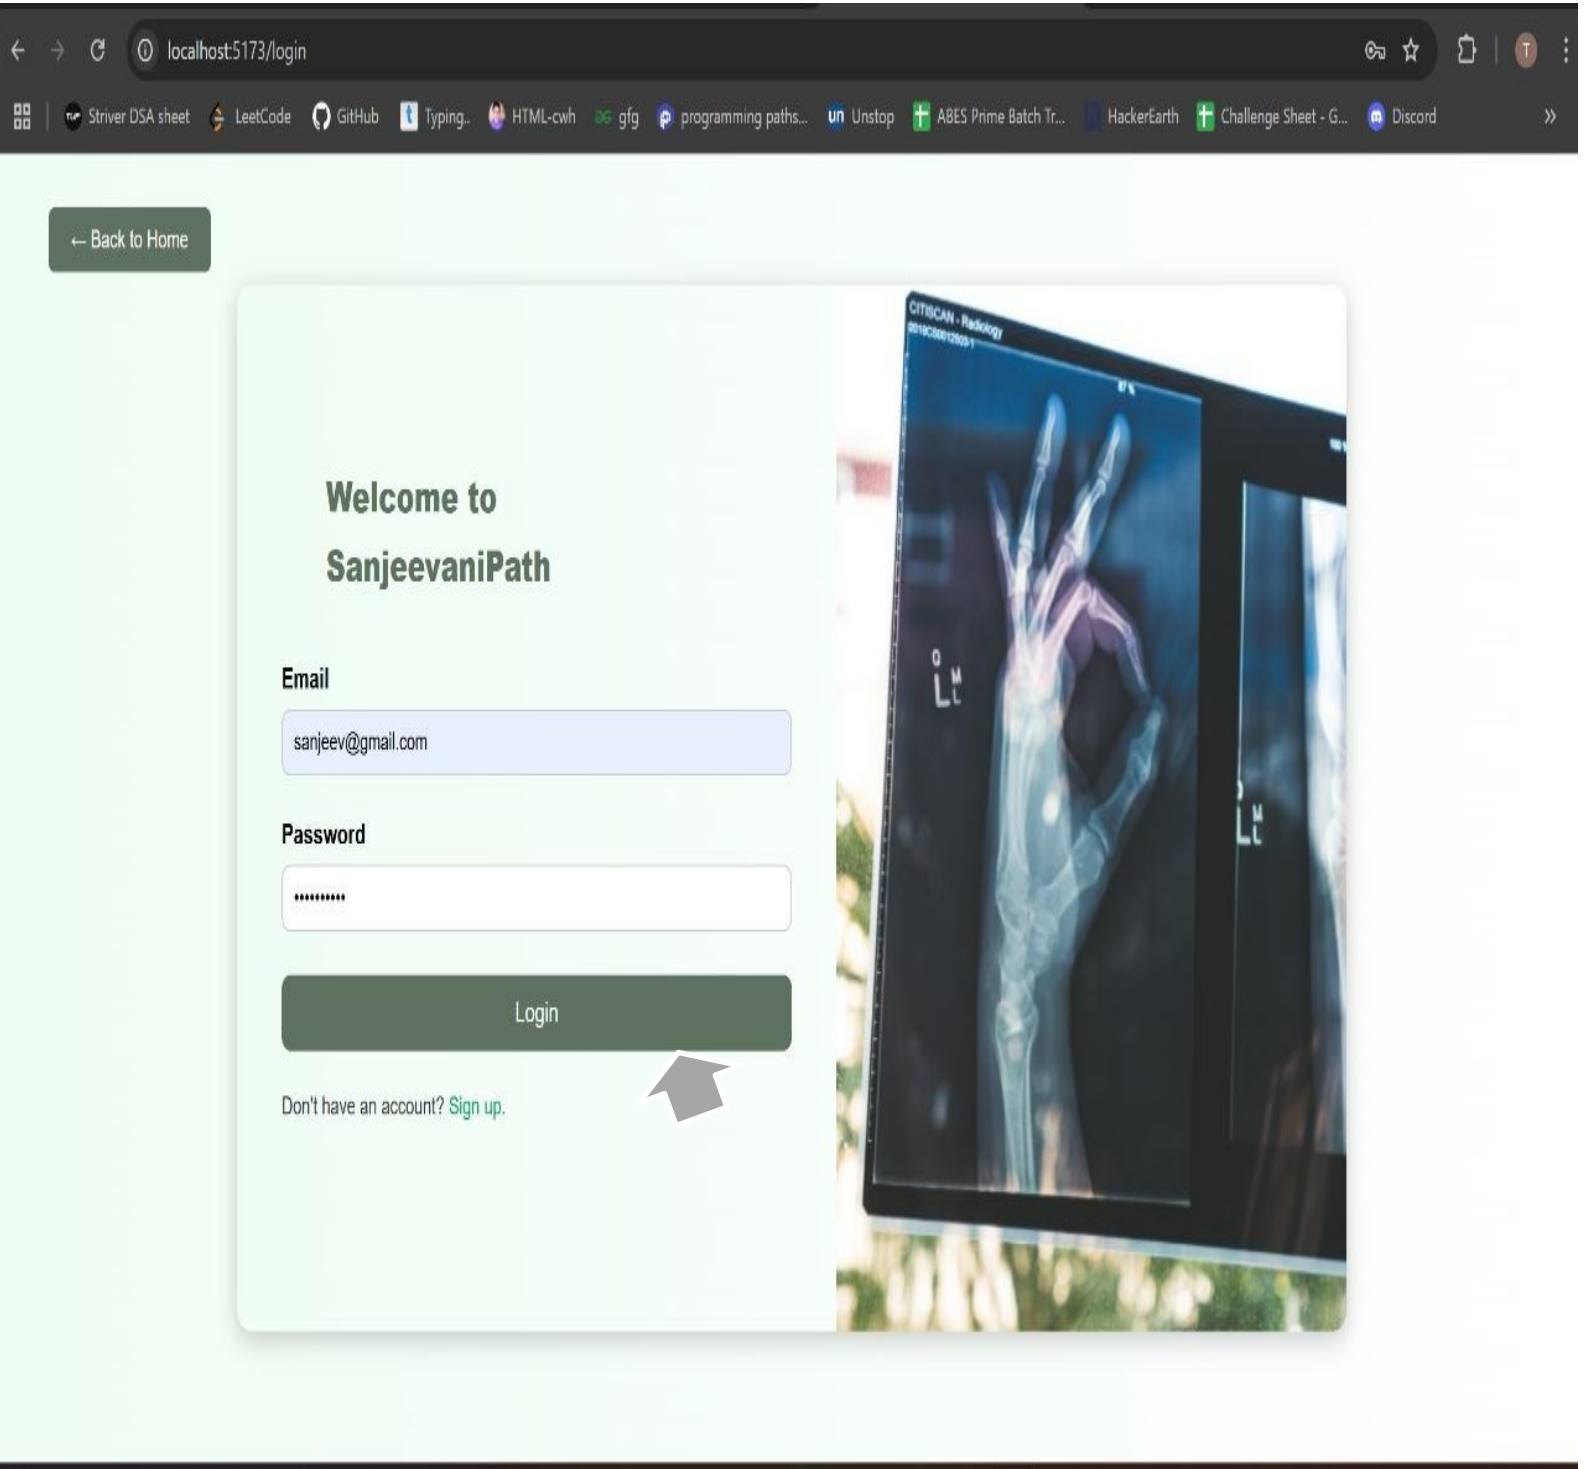 localhost:5173/login
T
Striver DSA sheet LeetCode GitHub Typing.. HTML-cwh gfg programming paths... Unstop ABES Prime Batch Tr... HackerEarth Challenge Sheet - G... Discord
← Back to Home
CITISCAN - Radiology
87 %
Welcome to
SanjeevaniPath
O
L M
L
Email
sanjeev@gmail.com
Password
••••••••••
L M
L
Login
Don't have an account? Sign up.